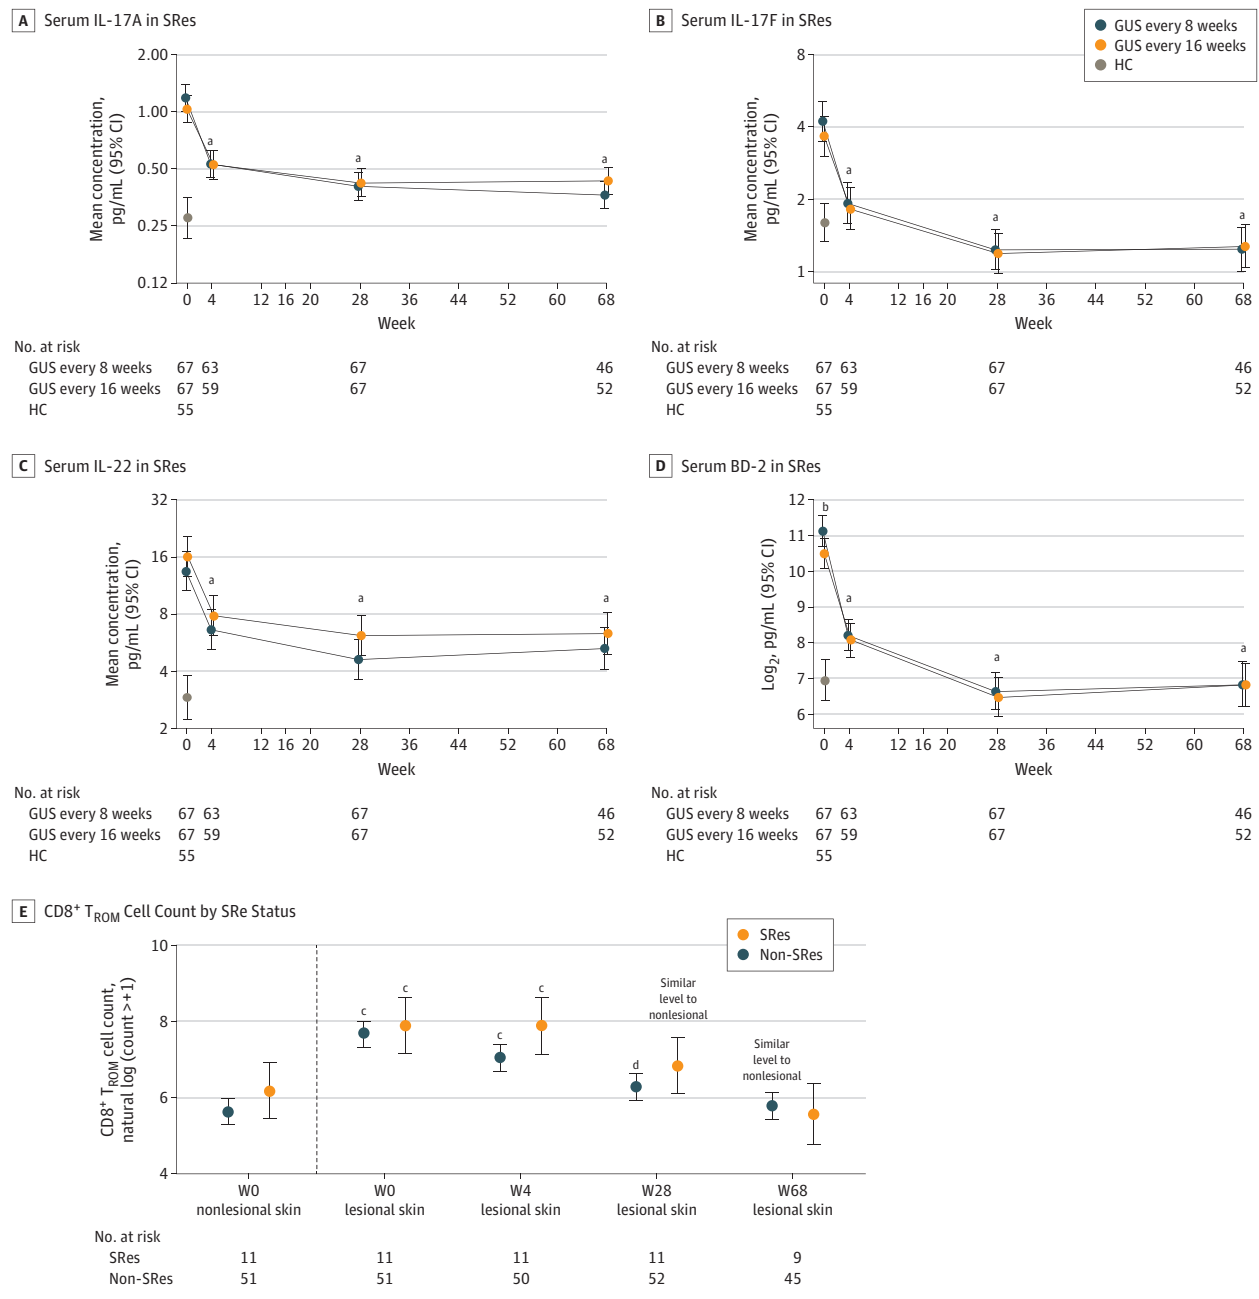 A Serum IL-17A in SRes
2.00
1.00
0.50
0.25
0.12
Mean concentration,
pg/mL (95% CI)
a
a
a
0 4 12 16 20 28 36 44 52 60 68
Week
No. at risk
GUS every 8 weeks 67 63 67 46
GUS every 16 weeks 67 59 67 52
HC 55
B Serum IL-17F in SRes
GUS every 8 weeks
GUS every 16 weeks
HC
8
4
2
1
Mean concentration,
pg/mL (95% CI)
a
a
a
0 4 12 16 20 28 36 44 52 60 68
Week
No. at risk
GUS every 8 weeks 67 63 67 46
GUS every 16 weeks 67 59 67 52
HC 55
C Serum IL-22 in SRes
32
16
8
4
2
Mean concentration,
pg/mL (95% CI)
a
a
a
0 4 12 16 20 28 36 44 52 60 68
Week
No. at risk
GUS every 8 weeks 67 63 67 46
GUS every 16 weeks 67 59 67 52
HC 55
D Serum BD-2 in SRes
12
11
10
9
8
7
6
Log2, pg/mL (95% CI)
b
a
a
a
0 4 12 16 20 28 36 44 52 60 68
Week
No. at risk
GUS every 8 weeks 67 63 67 46
GUS every 16 weeks 67 59 67 52
HC 55
E CD8+ TROM Cell Count by SRe Status
SRes
Non-SRes
10
8
6
4
CD8+ TROM cell count,
natural log (count >+1)
c
c
c
c
d
Similar
level to
nonlesional
Similar
level to
nonlesional
W0 W0 W4 W28 W68
nonlesional skin lesional skin lesional skin lesional skin lesional skin
No. at risk
SRes 11 11 11 11 9
Non-SRes 51 51 50 52 45